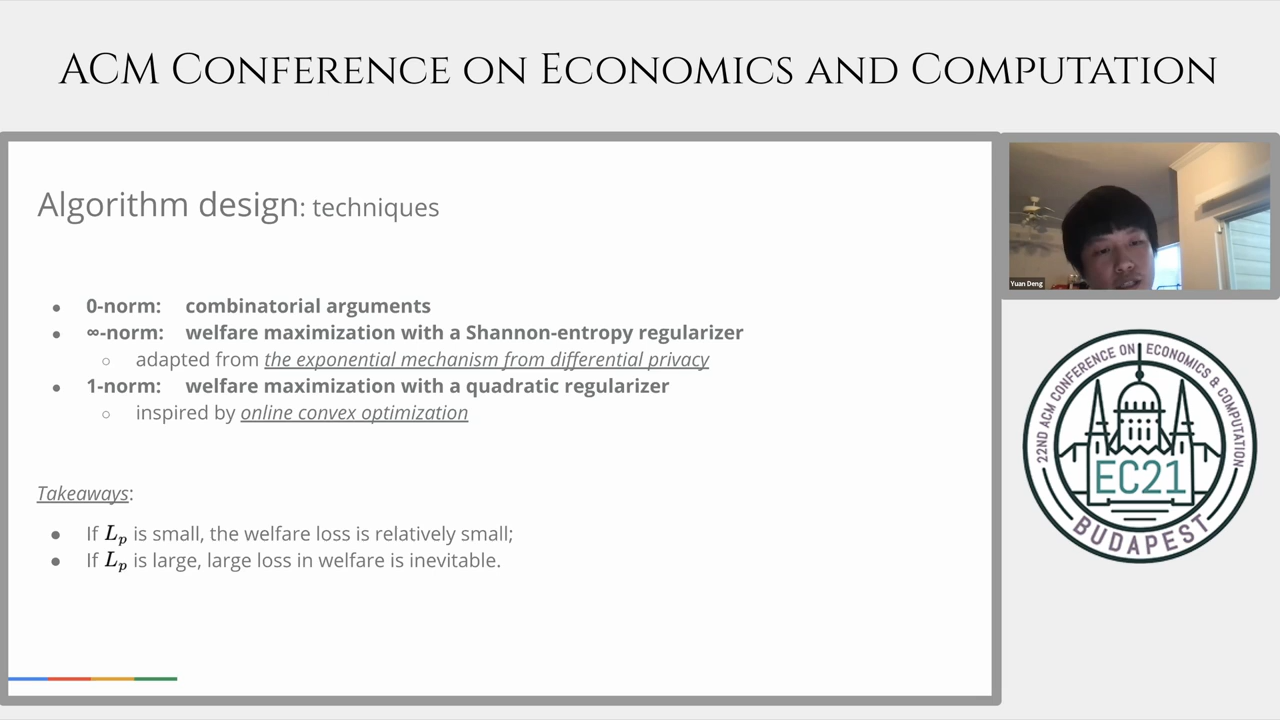 ACM Conference on Economics and Computation
Algorithm design: techniques
● 0-norm: combinatorial arguments
● ∞-norm: welfare maximization with a Shannon-entropy regularizer
○ adapted from the exponential mechanism from differential privacy
● 1-norm: welfare maximization with a quadratic regularizer
○ inspired by online convex optimization
Takeaways:
● If Lₚ is small, the welfare loss is relatively small;
● If Lₚ is large, large loss in welfare is inevitable.
Yuan Deng
22ND ACM CONFERENCE ON ECONOMICS & COMPUTATION
EC21
BUDAPEST